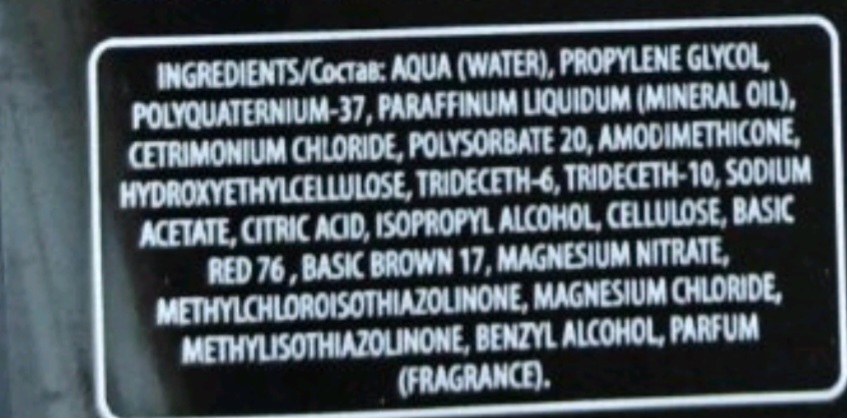 INGREDIENTS/Состав: AQUA (WATER), PROPYLENE GLYCOL,
POLYQUATERNIUM-37, PARAFFINUM LIQUIDUM (MINERAL OIL),
CETRIMONIUM CHLORIDE, POLYSORBATE 20, AMODIMETHICONE,
HYDROXYETHYLCELLULOSE, TRIDECETH-6, TRIDECETH-10, SODIUM
ACETATE, CITRIC ACID, ISOPROPYL ALCOHOL, CELLULOSE, BASIC
RED 76 , BASIC BROWN 17, MAGNESIUM NITRATE,
METHYLCHLOROISOTHIAZOLINONE, MAGNESIUM CHLORIDE,
METHYLISOTHIAZOLINONE, BENZYL ALCOHOL, PARFUM
(FRAGRANCE).